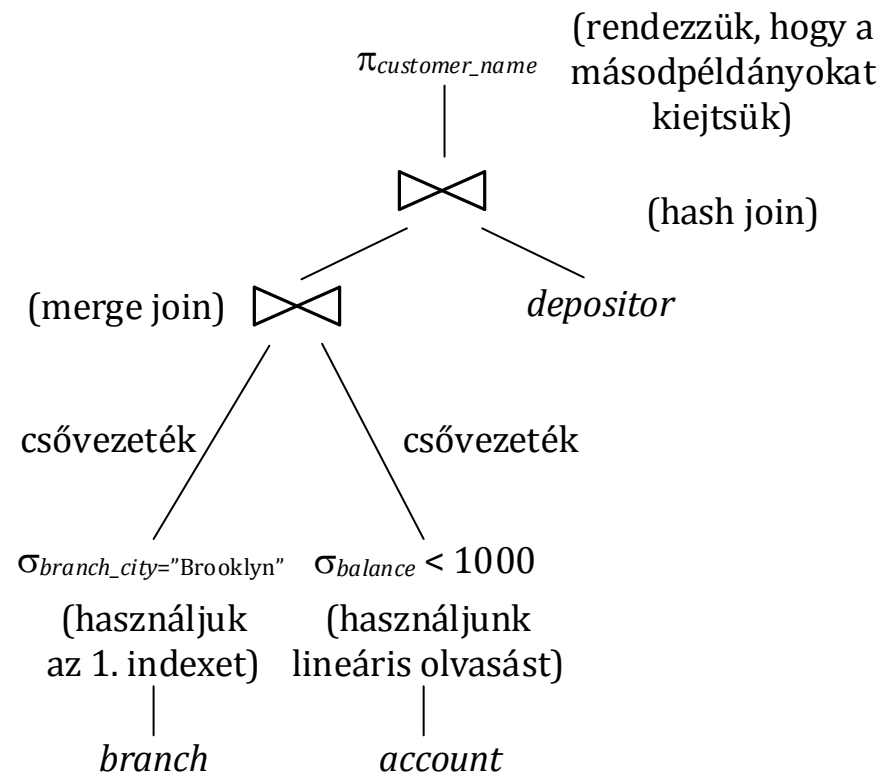 πcustomer_name
(rendezzük, hogy a
másodpéldányokat
kiejtsük)
(hash join)
(merge join)
depositor
csővezeték
csővezeték
σbranch_city=”Brooklyn”
(használjuk
az 1. indexet)
σbalance < 1000
(használjunk
lineáris olvasást)
branch
account